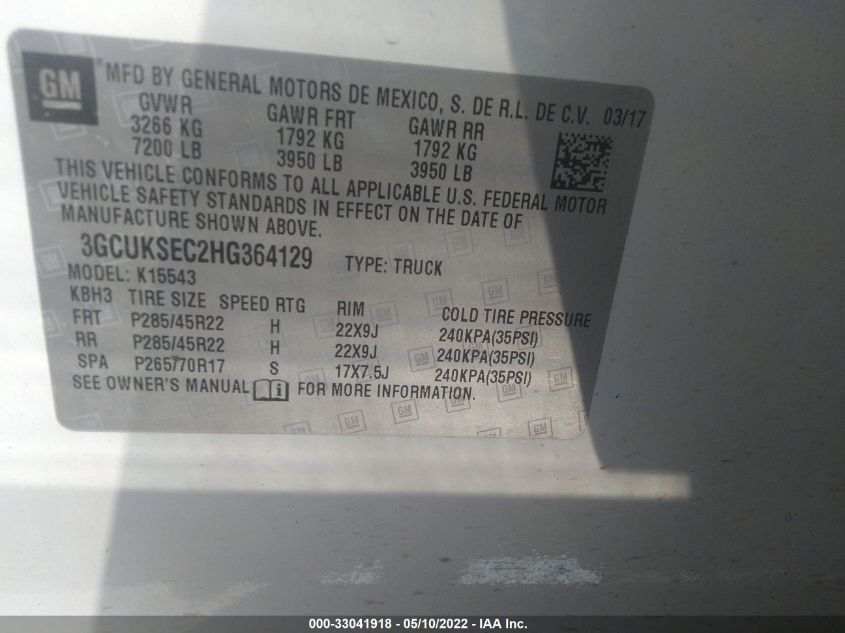 GM
MFD BY GENERAL MOTORS DE MEXICO, S. DE R.L. DE C.V. 03/17
GVWR GAWR FRT GAWR RR
3266 KG 1792 KG 1792 KG
7200 LB 3950 LB 3950 LB
THIS VEHICLE CONFORMS TO ALL APPLICABLE U.S. FEDERAL MOTOR
VEHICLE SAFETY STANDARDS IN EFFECT ON THE DATE OF
MANUFACTURE SHOWN ABOVE.
3GCUKSEC2HG364129 TYPE: TRUCK
MODEL: K15543
KBH3 TIRE SIZE SPEED RTG RIM COLD TIRE PRESSURE
FRT P285/45R22 H 22X9J 240KPA(35PSI)
RR P285/45R22 H 22X9J 240KPA(35PSI)
SPA P265/70R17 S 17X7.5J 240KPA(35PSI)
SEE OWNER'S MANUAL FOR MORE INFORMATION.
000-33041918 - 05/10/2022 - IAA Inc.